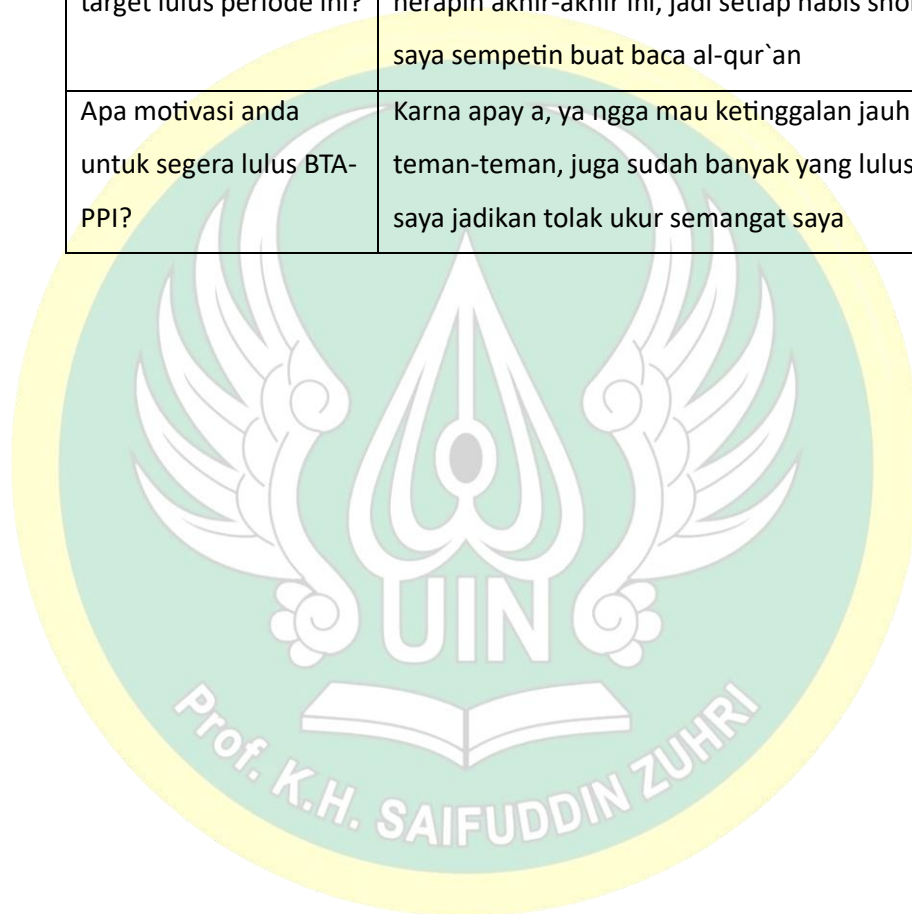 target lulus periode ini?
nerapin akhir-akhir ini, jadi setiap habis
saya sempetin buat baca al-qur`an
Apa motivasi anda
untuk segera lulus BTA-
PPI?
Karna apay a, ya ngga mau ketinggalan jauh
teman-teman, juga sudah banyak yang lulus
saya jadikan tolak ukur semangat saya
UIN
Prof. K.H. SAIFUDDIN ZUHRI